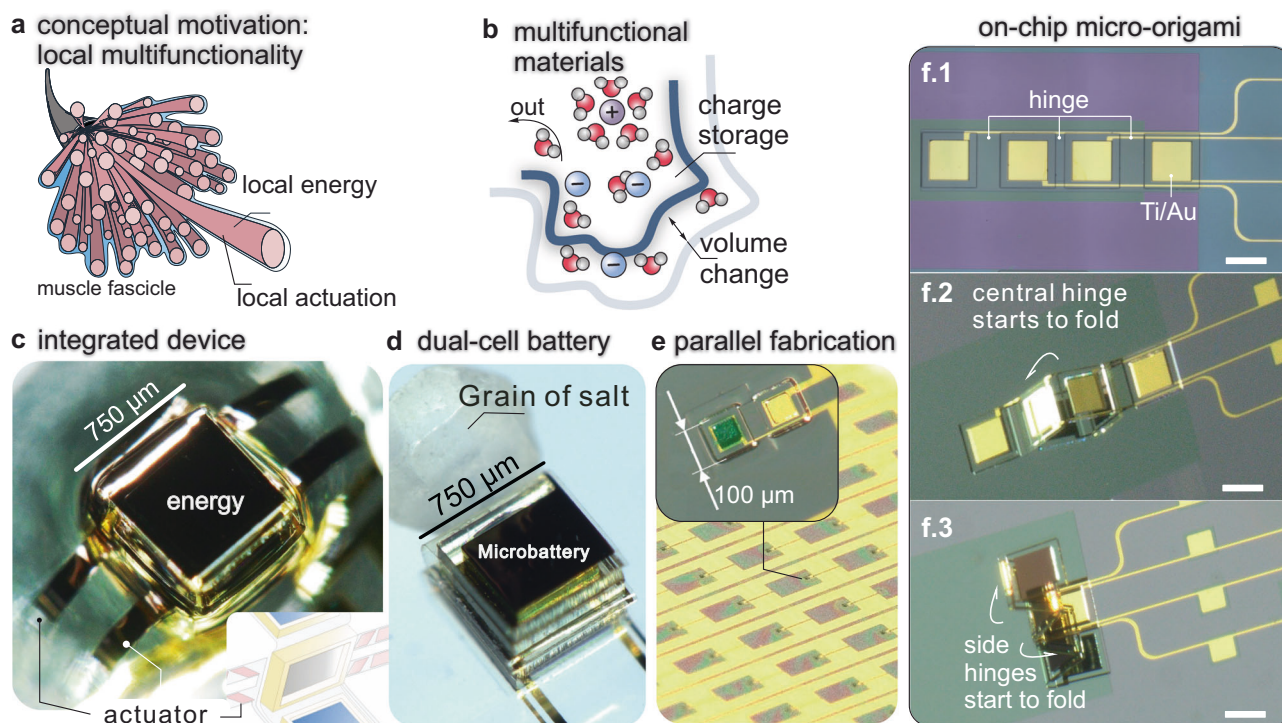 a conceptual motivation:
local multifunctionality
local energy
local actuation
muscle fascicle
b multifunctional
materials
out
+
charge
storage
−
−
volume
change
−
c integrated device
750 µm
energy
actuator
d dual-cell battery
Grain of salt
750 µm
Microbattery
e parallel fabrication
100 µm
on-chip micro-origami
f.1
hinge
Ti/Au
f.2
central hinge
starts to fold
f.3
side
hinges
start to fold